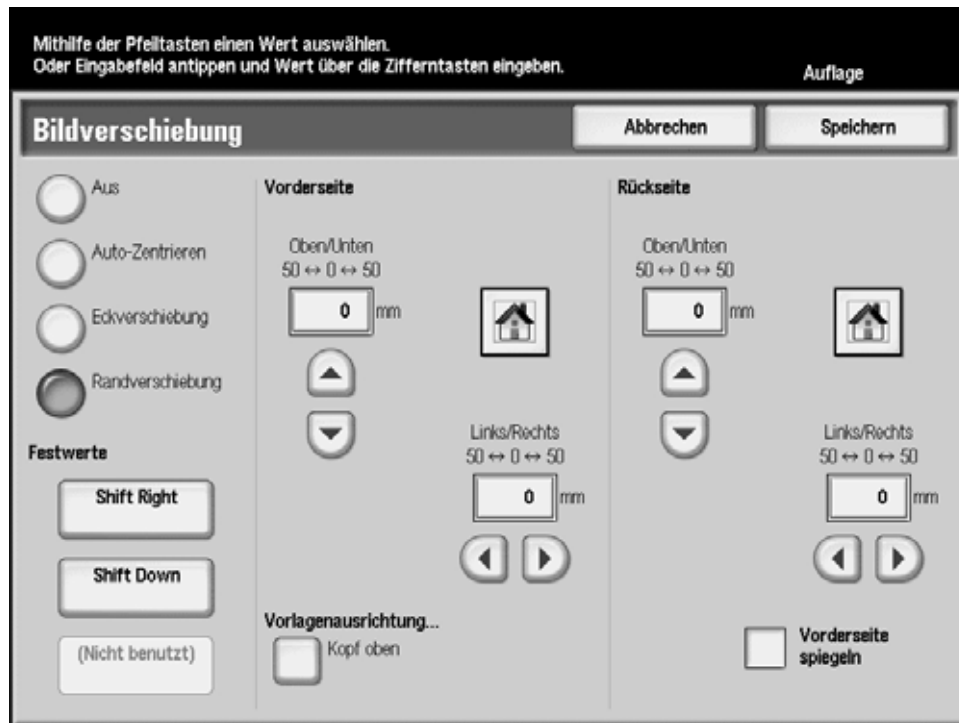 Mithilfe der Pfeiltasten einen Wert auswählen.
Oder Eingabefeld antippen und Wert über die Zifferntasten eingeben.
Auflage
Bildverschiebung
Abbrechen
Speichern
Aus
Auto-Zentrieren
Eckverschiebung
Randverschiebung
Festwerte
Shift Right
Shift Down
(Nicht benutzt)
Vorderseite
Oben/Unten
50 ↔ 0 ↔ 50
0 mm
Links/Rechts
50 ↔ 0 ↔ 50
0 mm
Vorlagenausrichtung...
Kopf oben
Rückseite
Oben/Unten
50 ↔ 0 ↔ 50
0 mm
Links/Rechts
50 ↔ 0 ↔ 50
0 mm
Vorderseite
spiegeln